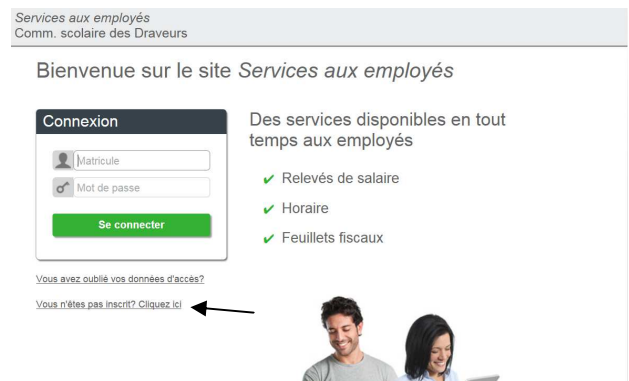 Services aux employés
Comm. scolaire des Draveurs
Bienvenue sur le site Services aux employés
Connexion
Matricule
Mot de passe
Se connecter
Vous avez oublié vos données d'accès?
Vous n'êtes pas inscrit? Cliquez ici
Des services disponibles en tout
temps aux employés
Relevés de salaire
Horaire
Feuillets fiscaux